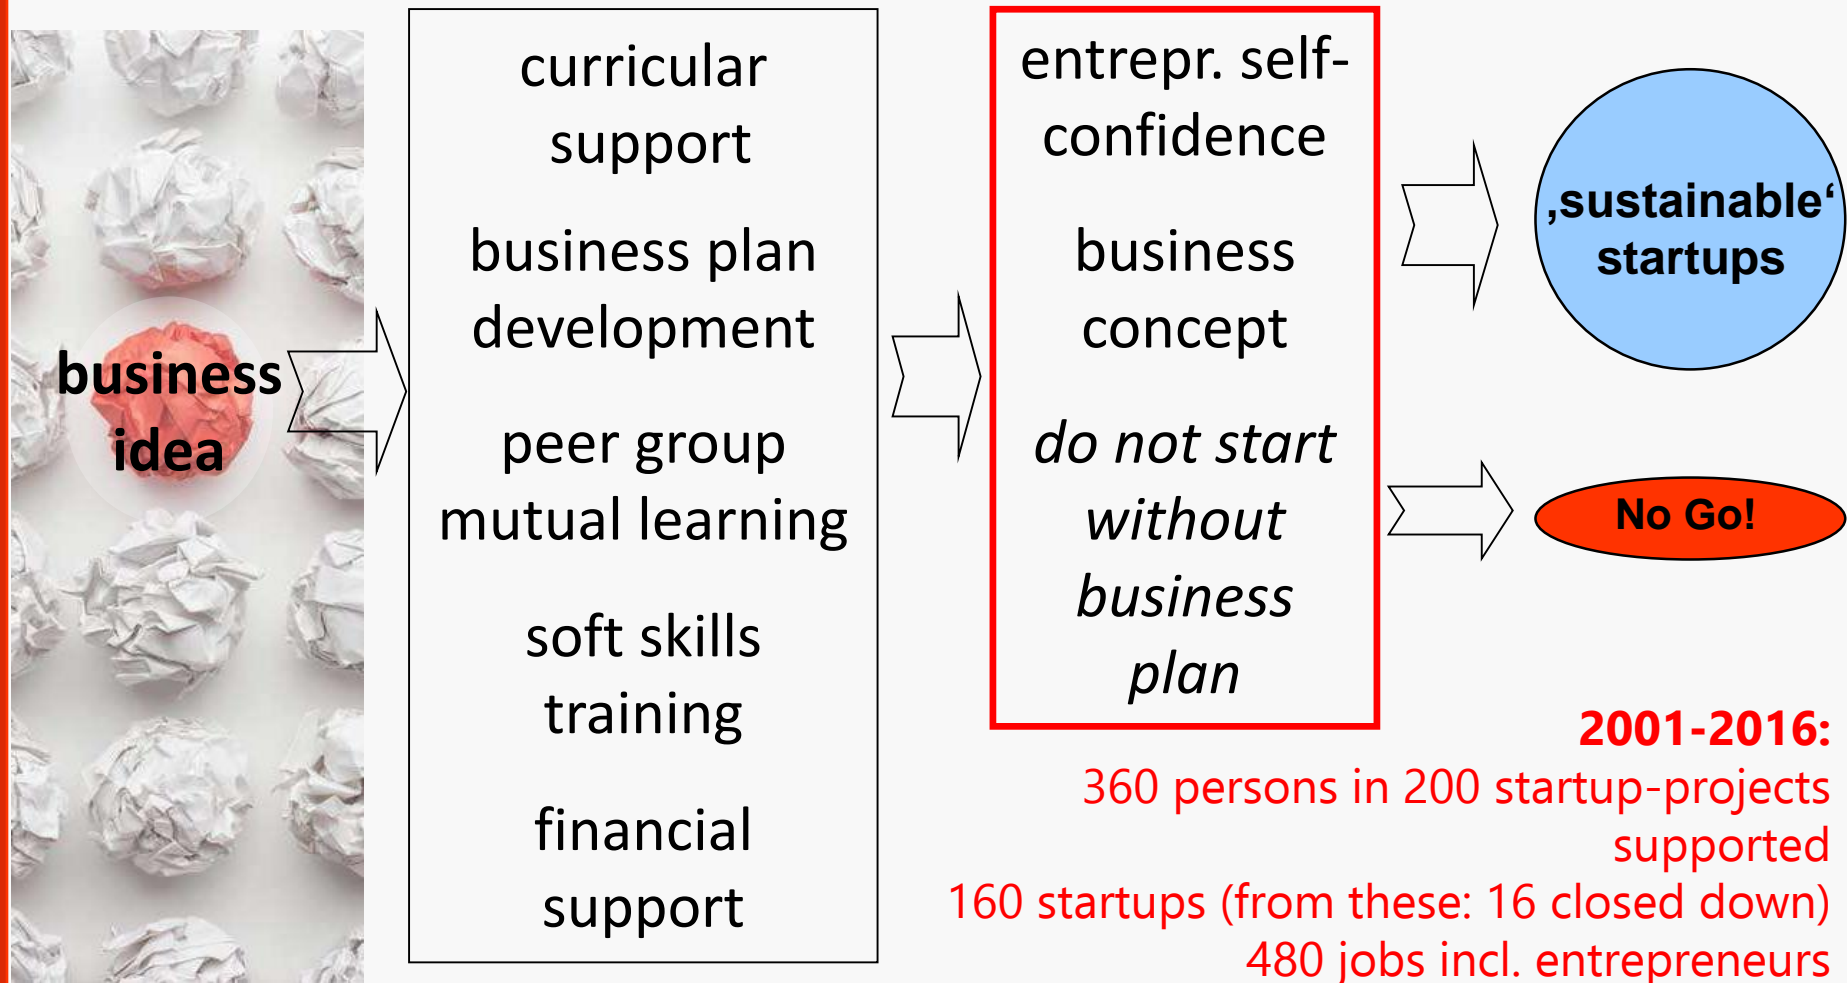 business
idea
curricular
support
business plan
development
peer group
mutual learning
soft skills
training
financial
support
entrepr. self-
confidence
business
concept
do not start
without
business
plan
‚sustainable‘
startups
No Go!
2001-2016:
360 persons in 200 startup-projects
supported
160 startups (from these: 16 closed down)
480 jobs incl. entrepreneurs